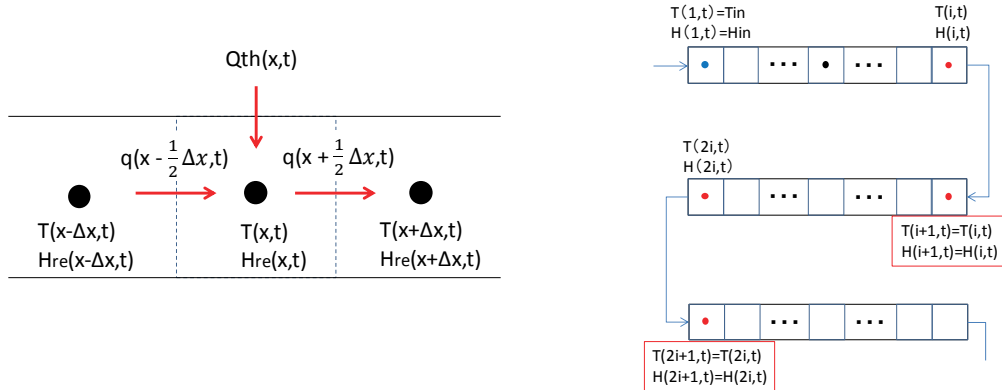 Qth(x,t)
q(x - 1/2 Δx,t)
q(x + 1/2 Δx,t)
T(x-Δx,t)
Hre(x-Δx,t)
T(x,t)
Hre(x,t)
T(x+Δx,t)
Hre(x+Δx,t)
T(1,t)=Tin
H(1,t)=Hin
T(i,t)
H(i,t)
...
...
T(2i,t)
H(2i,t)
...
...
T(i+1,t)=T(i,t)
H(i+1,t)=H(i,t)
...
...
T(2i+1,t)=T(2i,t)
H(2i+1,t)=H(2i,t)